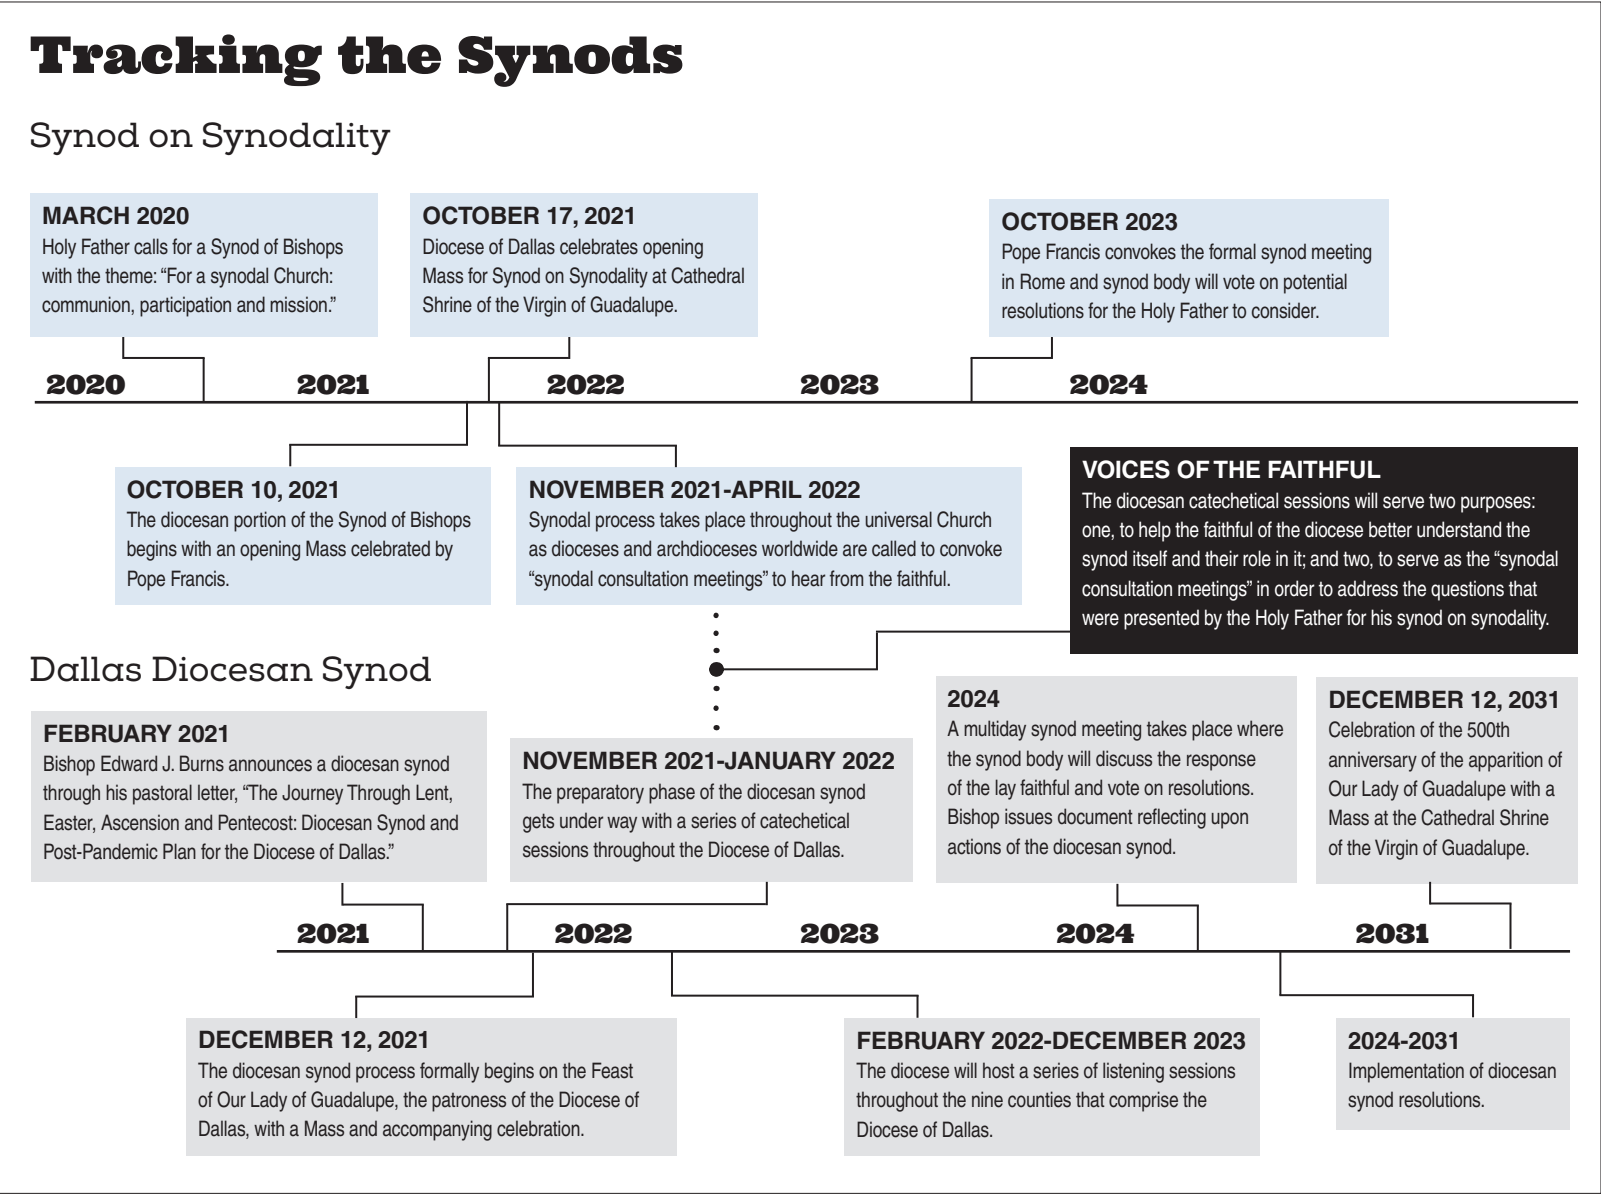 Tracking the Synods
Synod on Synodality
MARCH 2020
Holy Father calls for a Synod of Bishops
with the theme: “For a synodal Church:
communion, participation and mission.”
OCTOBER 17, 2021
Diocese of Dallas celebrates opening
Mass for Synod on Synodality at Cathedral
Shrine of the Virgin of Guadalupe.
OCTOBER 2023
Pope Francis convokes the formal synod meeting
in Rome and synod body will vote on potential
resolutions for the Holy Father to consider.
2020 2021 2022 2023 2024
OCTOBER 10, 2021
The diocesan portion of the Synod of Bishops
begins with an opening Mass celebrated by
Pope Francis.
NOVEMBER 2021-APRIL 2022
Synodal process takes place throughout the universal Church
as dioceses and archdioceses worldwide are called to convoke
“synodal consultation meetings” to hear from the faithful.
VOICES OF THE FAITHFUL
The diocesan catechetical sessions will serve two purposes:
one, to help the faithful of the diocese better understand the
synod itself and their role in it; and two, to serve as the “synodal
consultation meetings” in order to address the questions that
were presented by the Holy Father for his synod on synodality.
Dallas Diocesan Synod
FEBRUARY 2021
Bishop Edward J. Burns announces a diocesan synod
through his pastoral letter, “The Journey Through Lent,
Easter, Ascension and Pentecost: Diocesan Synod and
Post-Pandemic Plan for the Diocese of Dallas.”
NOVEMBER 2021-JANUARY 2022
The preparatory phase of the diocesan synod
gets under way with a series of catechetical
sessions throughout the Diocese of Dallas.
2024
A multiday synod meeting takes place where
the synod body will discuss the response
of the lay faithful and vote on resolutions.
Bishop issues document reflecting upon
actions of the diocesan synod.
DECEMBER 12, 2031
Celebration of the 500th
anniversary of the apparition of
Our Lady of Guadalupe with a
Mass at the Cathedral Shrine
of the Virgin of Guadalupe.
2021 2022 2023 2024 2031
DECEMBER 12, 2021
The diocesan synod process formally begins on the Feast
of Our Lady of Guadalupe, the patroness of the Diocese of
Dallas, with a Mass and accompanying celebration.
FEBRUARY 2022-DECEMBER 2023
The diocese will host a series of listening sessions
throughout the nine counties that comprise the
Diocese of Dallas.
2024-2031
Implementation of diocesan
synod resolutions.